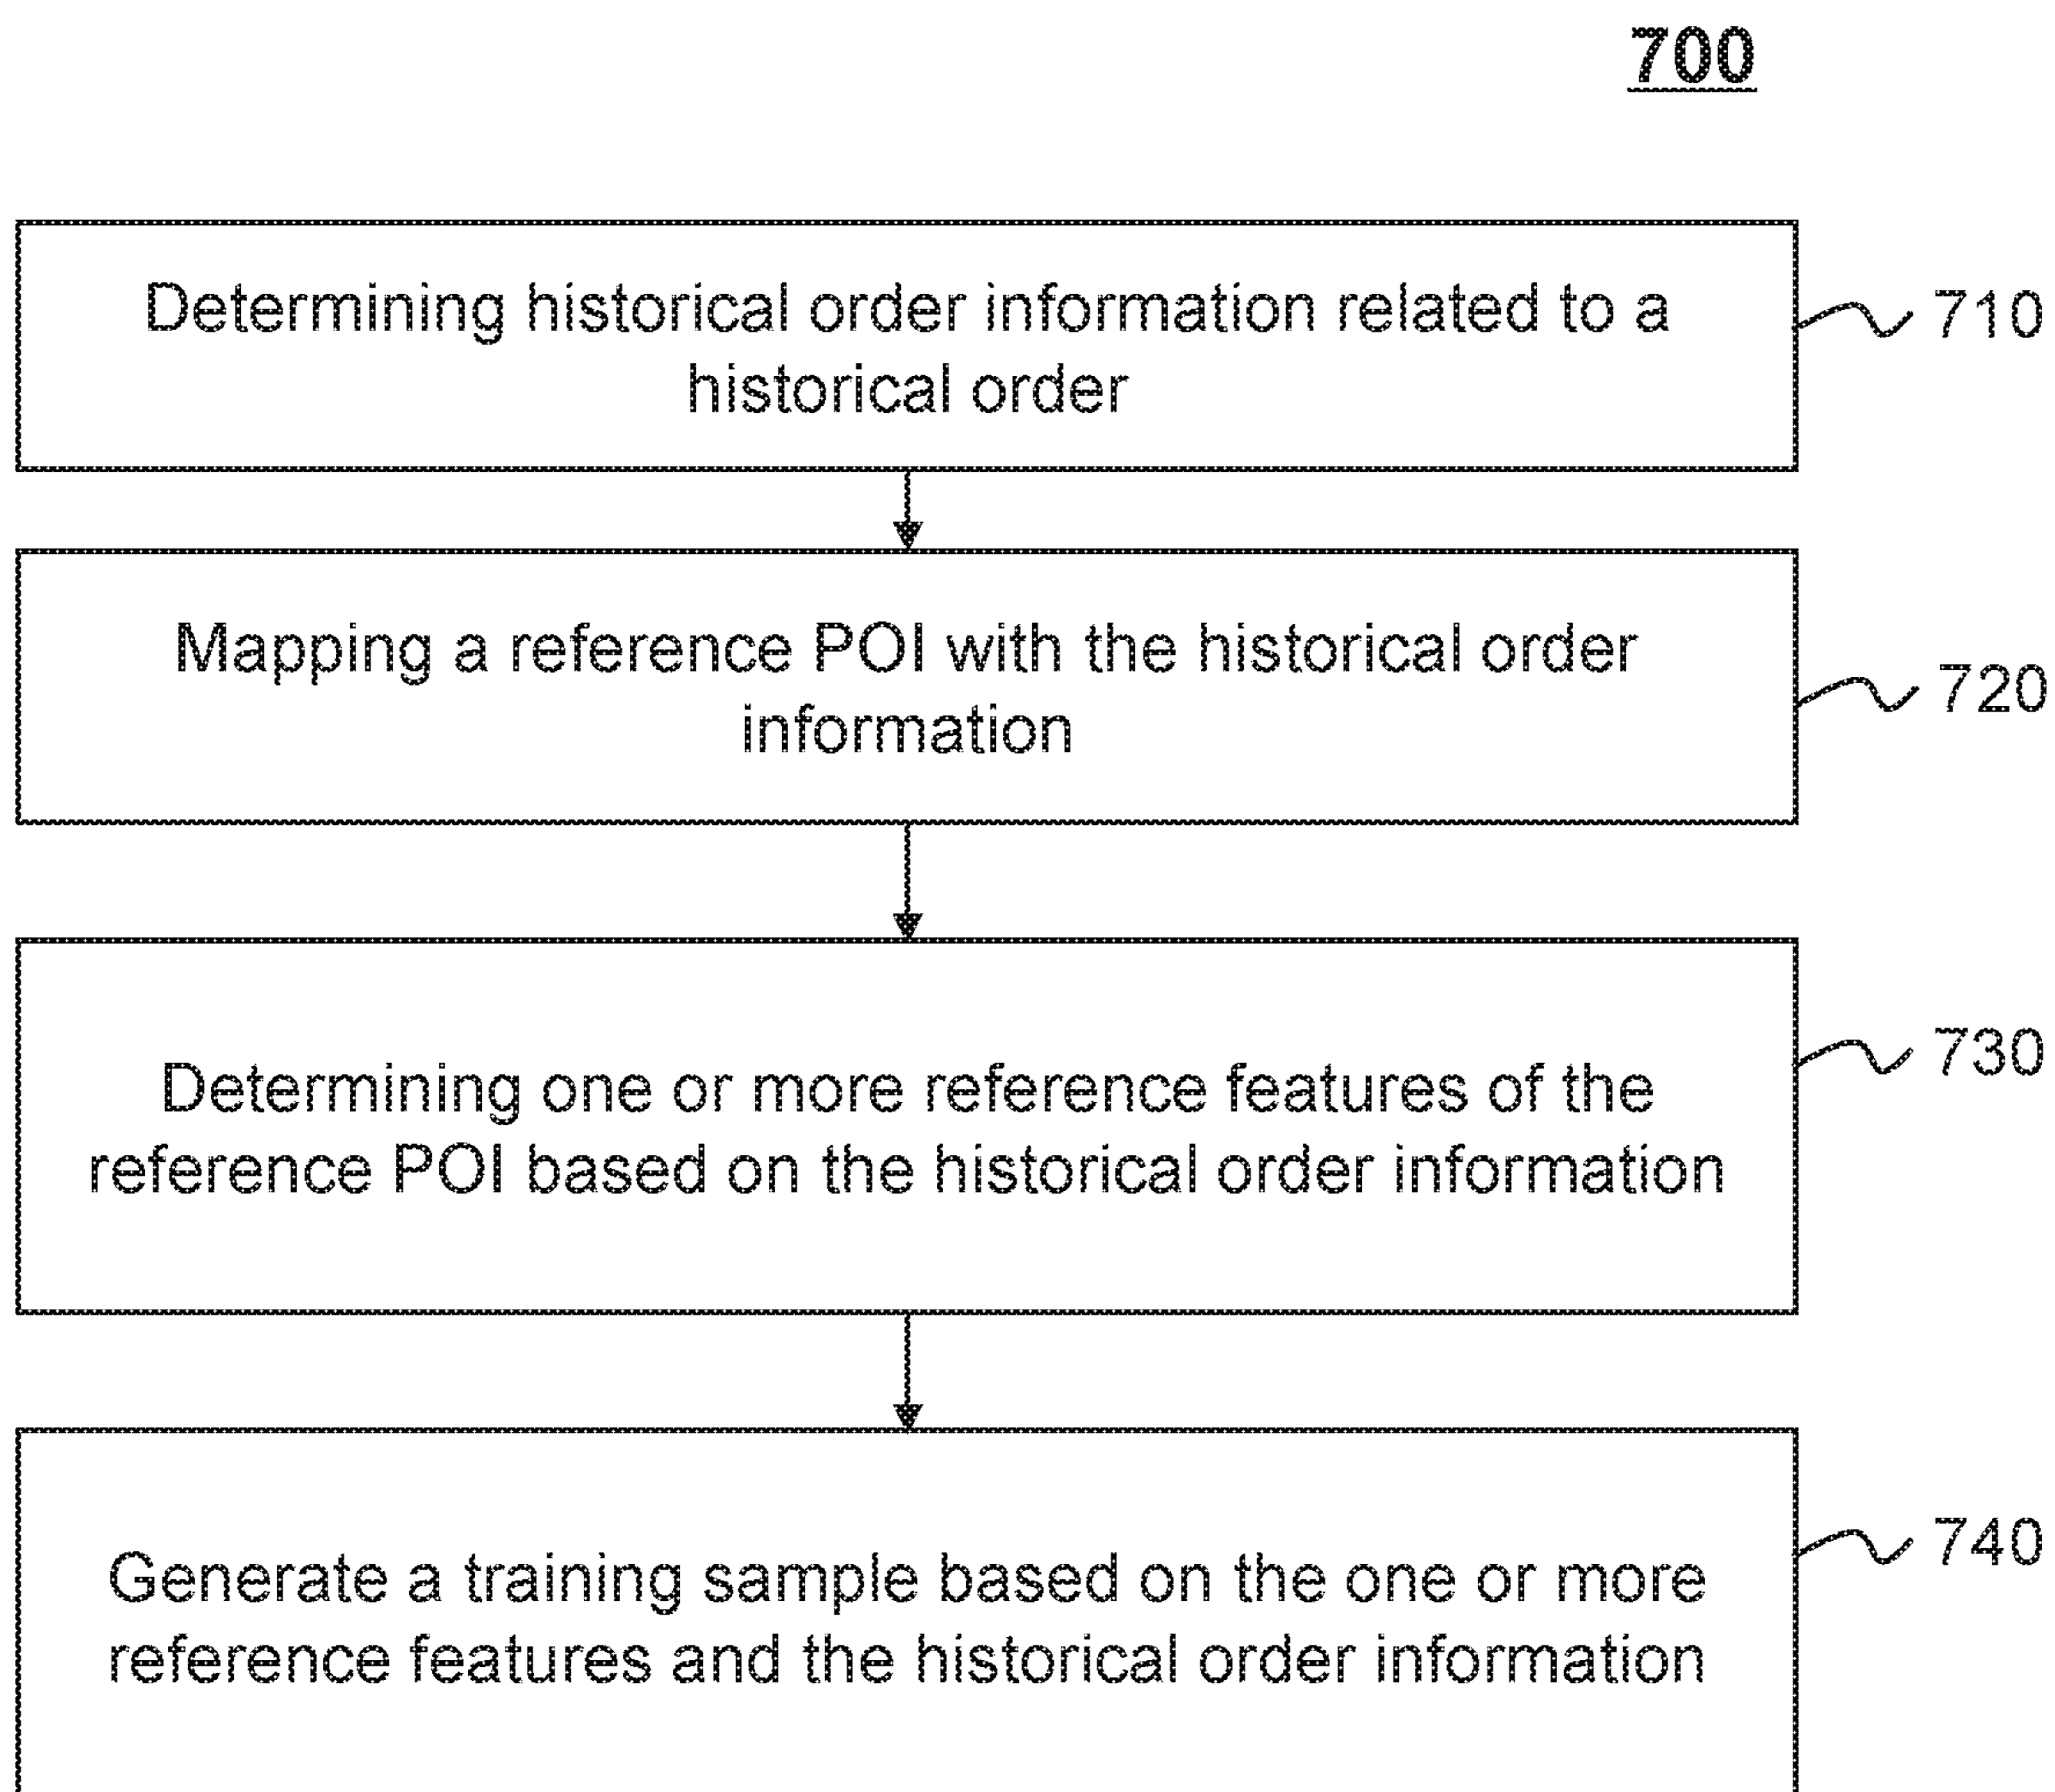 700
Determining historical order information related to a
historical order
710
Mapping a reference POI with the historical order
information
720
Determining one or more reference features of the
reference POI based on the historical order information
730
Generate a training sample based on the one or more
reference features and the historical order information
740